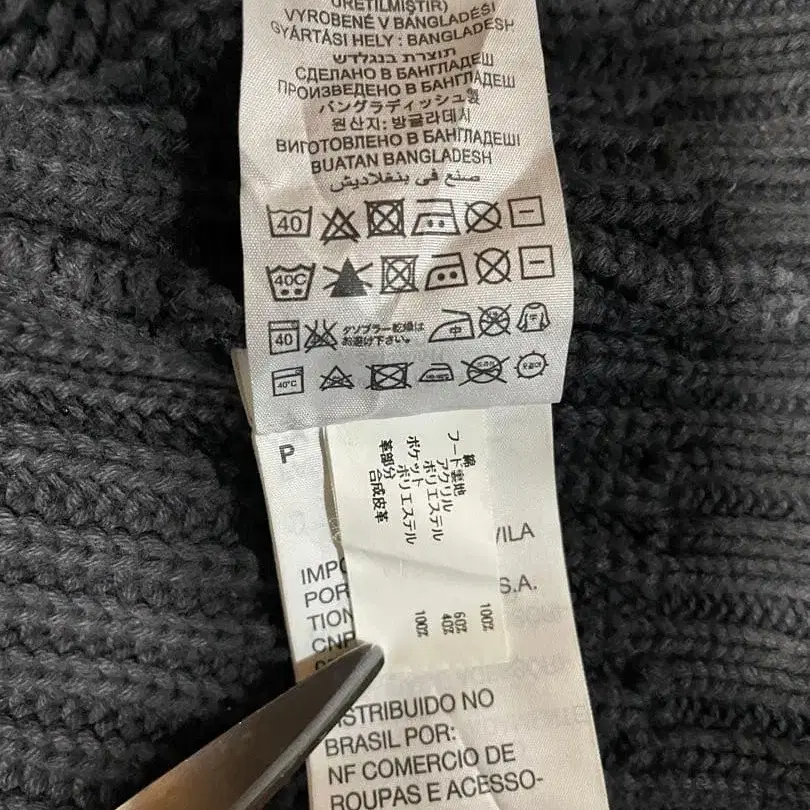 ÜRETİLMİŞTİR)
VYROBENÉ V BANGLADÉŠI
GYÁRTÁSI HELY : BANGLADESH
תוצרת בנגלדש
СДЕЛАНО В БАНГЛАДЕШ
ПРОИЗВЕДЕНО В БАНГЛАДЕШ
バングラディッシュ製
원산지: 방글라데시
ВИГОТОВЛЕНО В БАНГЛАДЕШІ
BUATAN BANGLADESH
صنع في بنغلاديش
40
40C
40
タンブラー乾燥は
お避け下さい。
中
40°C
P
綿 100%
フード裏地
アクリル 60%
ポリエステル 40%
ポケット
ポリエステル 100%
革部分
合成皮革
VILA
IMPO
POR S.A.
TION
CNP
DISTRIBUIDO NO
BRASIL POR:
NF COMERCIO DE
ROUPAS E ACESSO-